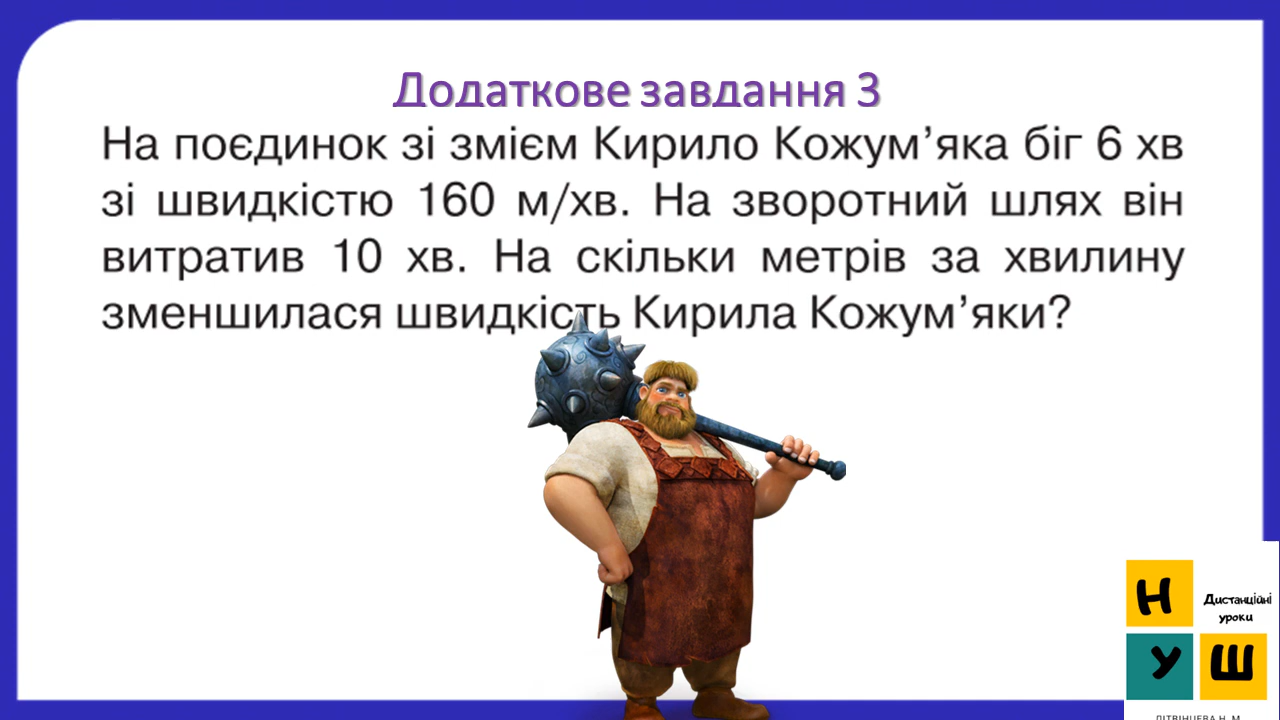 Додаткове завдання 3
На поєдинок зі змієм Кирило Кожум’яка біг 6 хв
зі швидкістю 160 м/хв. На зворотний шлях він
витратив 10 хв. На скільки метрів за хвилину
зменшилася швидкість Кирила Кожум’яки?
Н
Дистанційні
уроки
У Ш
ЛІТВІНЦЕВА Н. М.